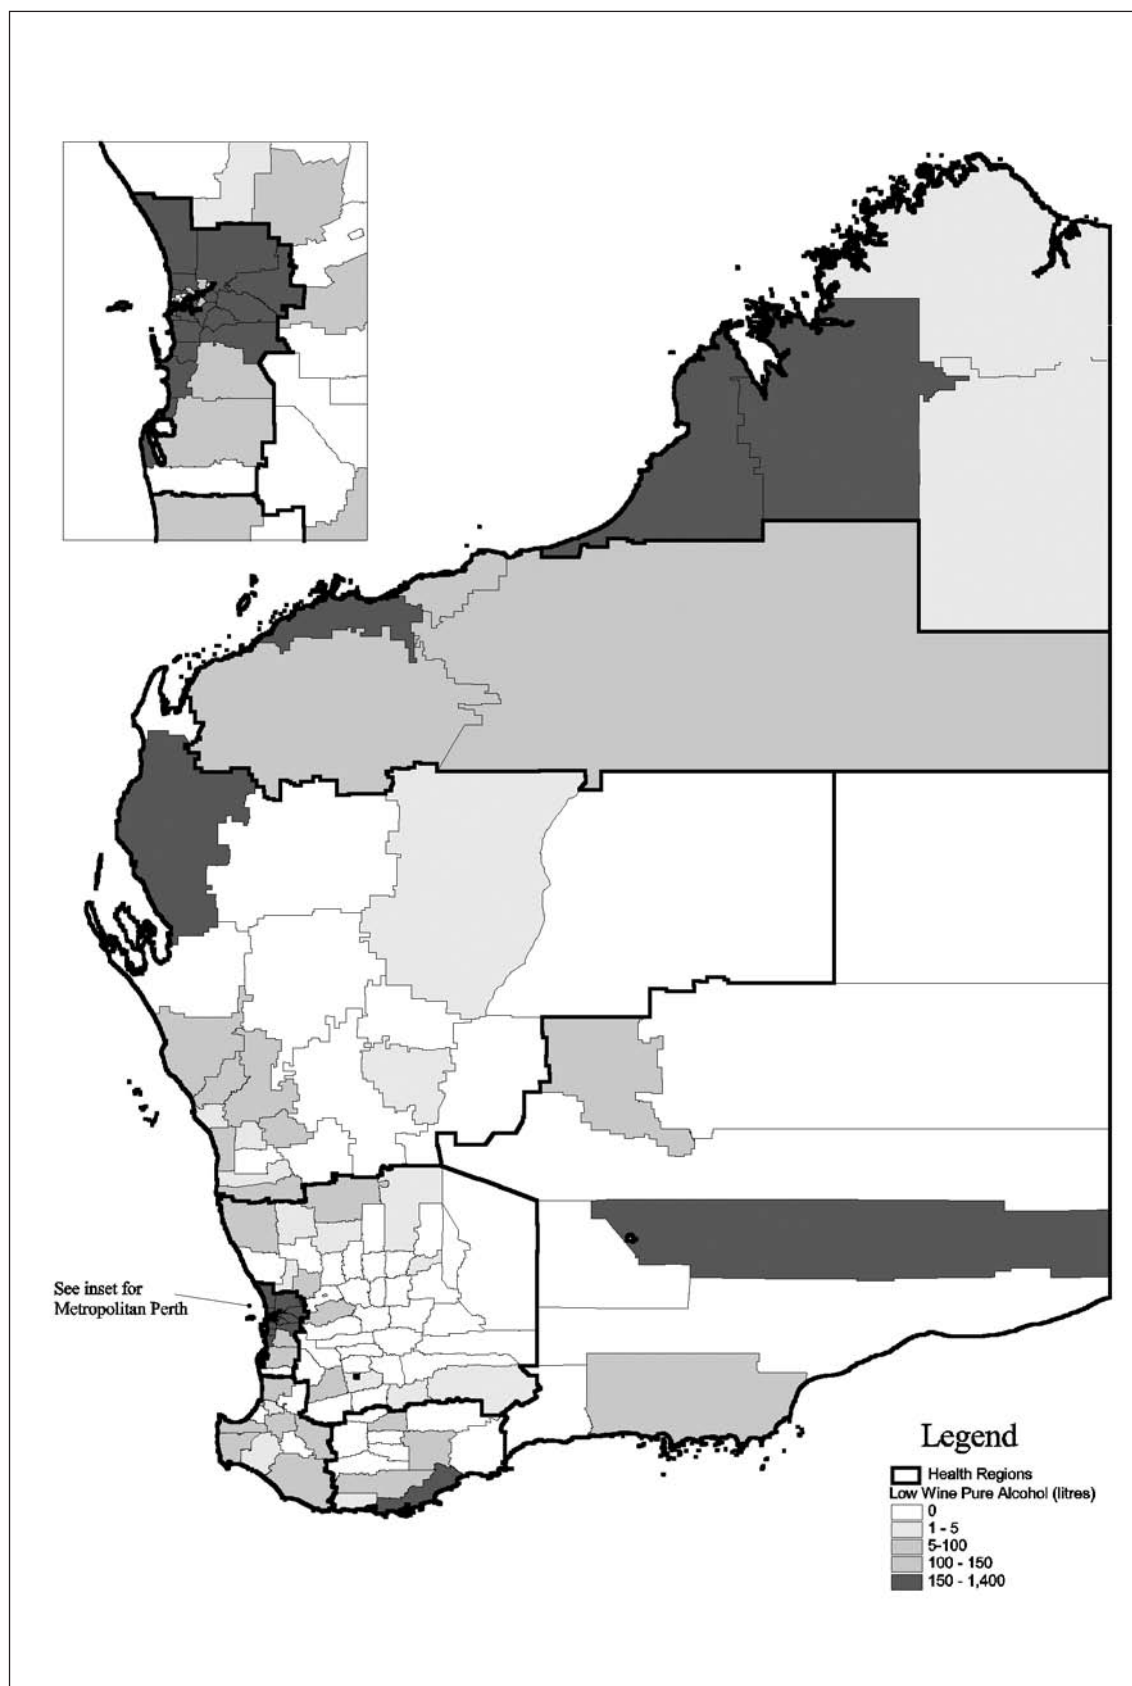 See inset for
Metropolitan Perth
Legend
Health Regions
Low Wine Pure Alcohol (litres)
0
1 - 5
5-100
100 - 150
150 - 1,400